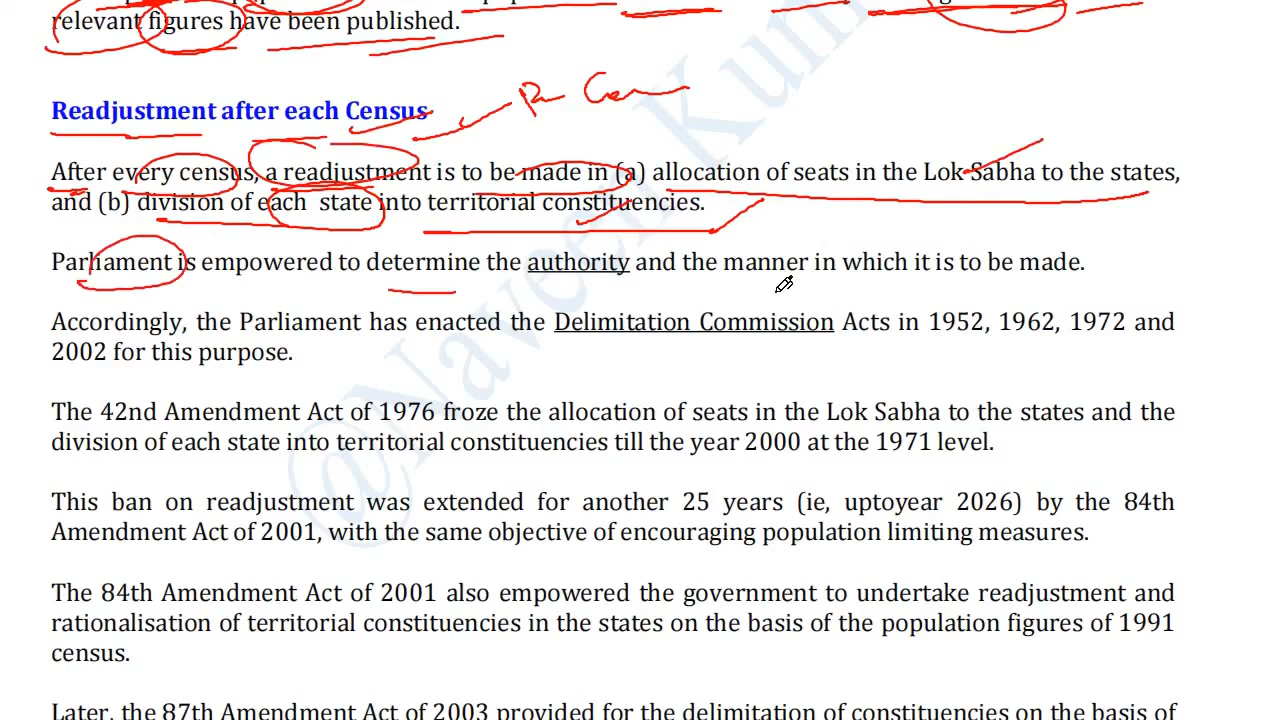 relevant figures have been published.
Readjustment after each Census
After every census, a readjustment is to be made in (a) allocation of seats in the Lok Sabha to the states,
and (b) division of each state into territorial constituencies.
Parliament is empowered to determine the authority and the manner in which it is to be made.
Accordingly, the Parliament has enacted the Delimitation Commission Acts in 1952, 1962, 1972 and
2002 for this purpose.
The 42nd Amendment Act of 1976 froze the allocation of seats in the Lok Sabha to the states and the
division of each state into territorial constituencies till the year 2000 at the 1971 level.
This ban on readjustment was extended for another 25 years (ie, uptoyear 2026) by the 84th
Amendment Act of 2001, with the same objective of encouraging population limiting measures.
The 84th Amendment Act of 2001 also empowered the government to undertake readjustment and
rationalisation of territorial constituencies in the states on the basis of the population figures of 1991
census.
Later, the 87th Amendment Act of 2003 provided for the delimitation of constituencies on the basis of
@Naveen Kum